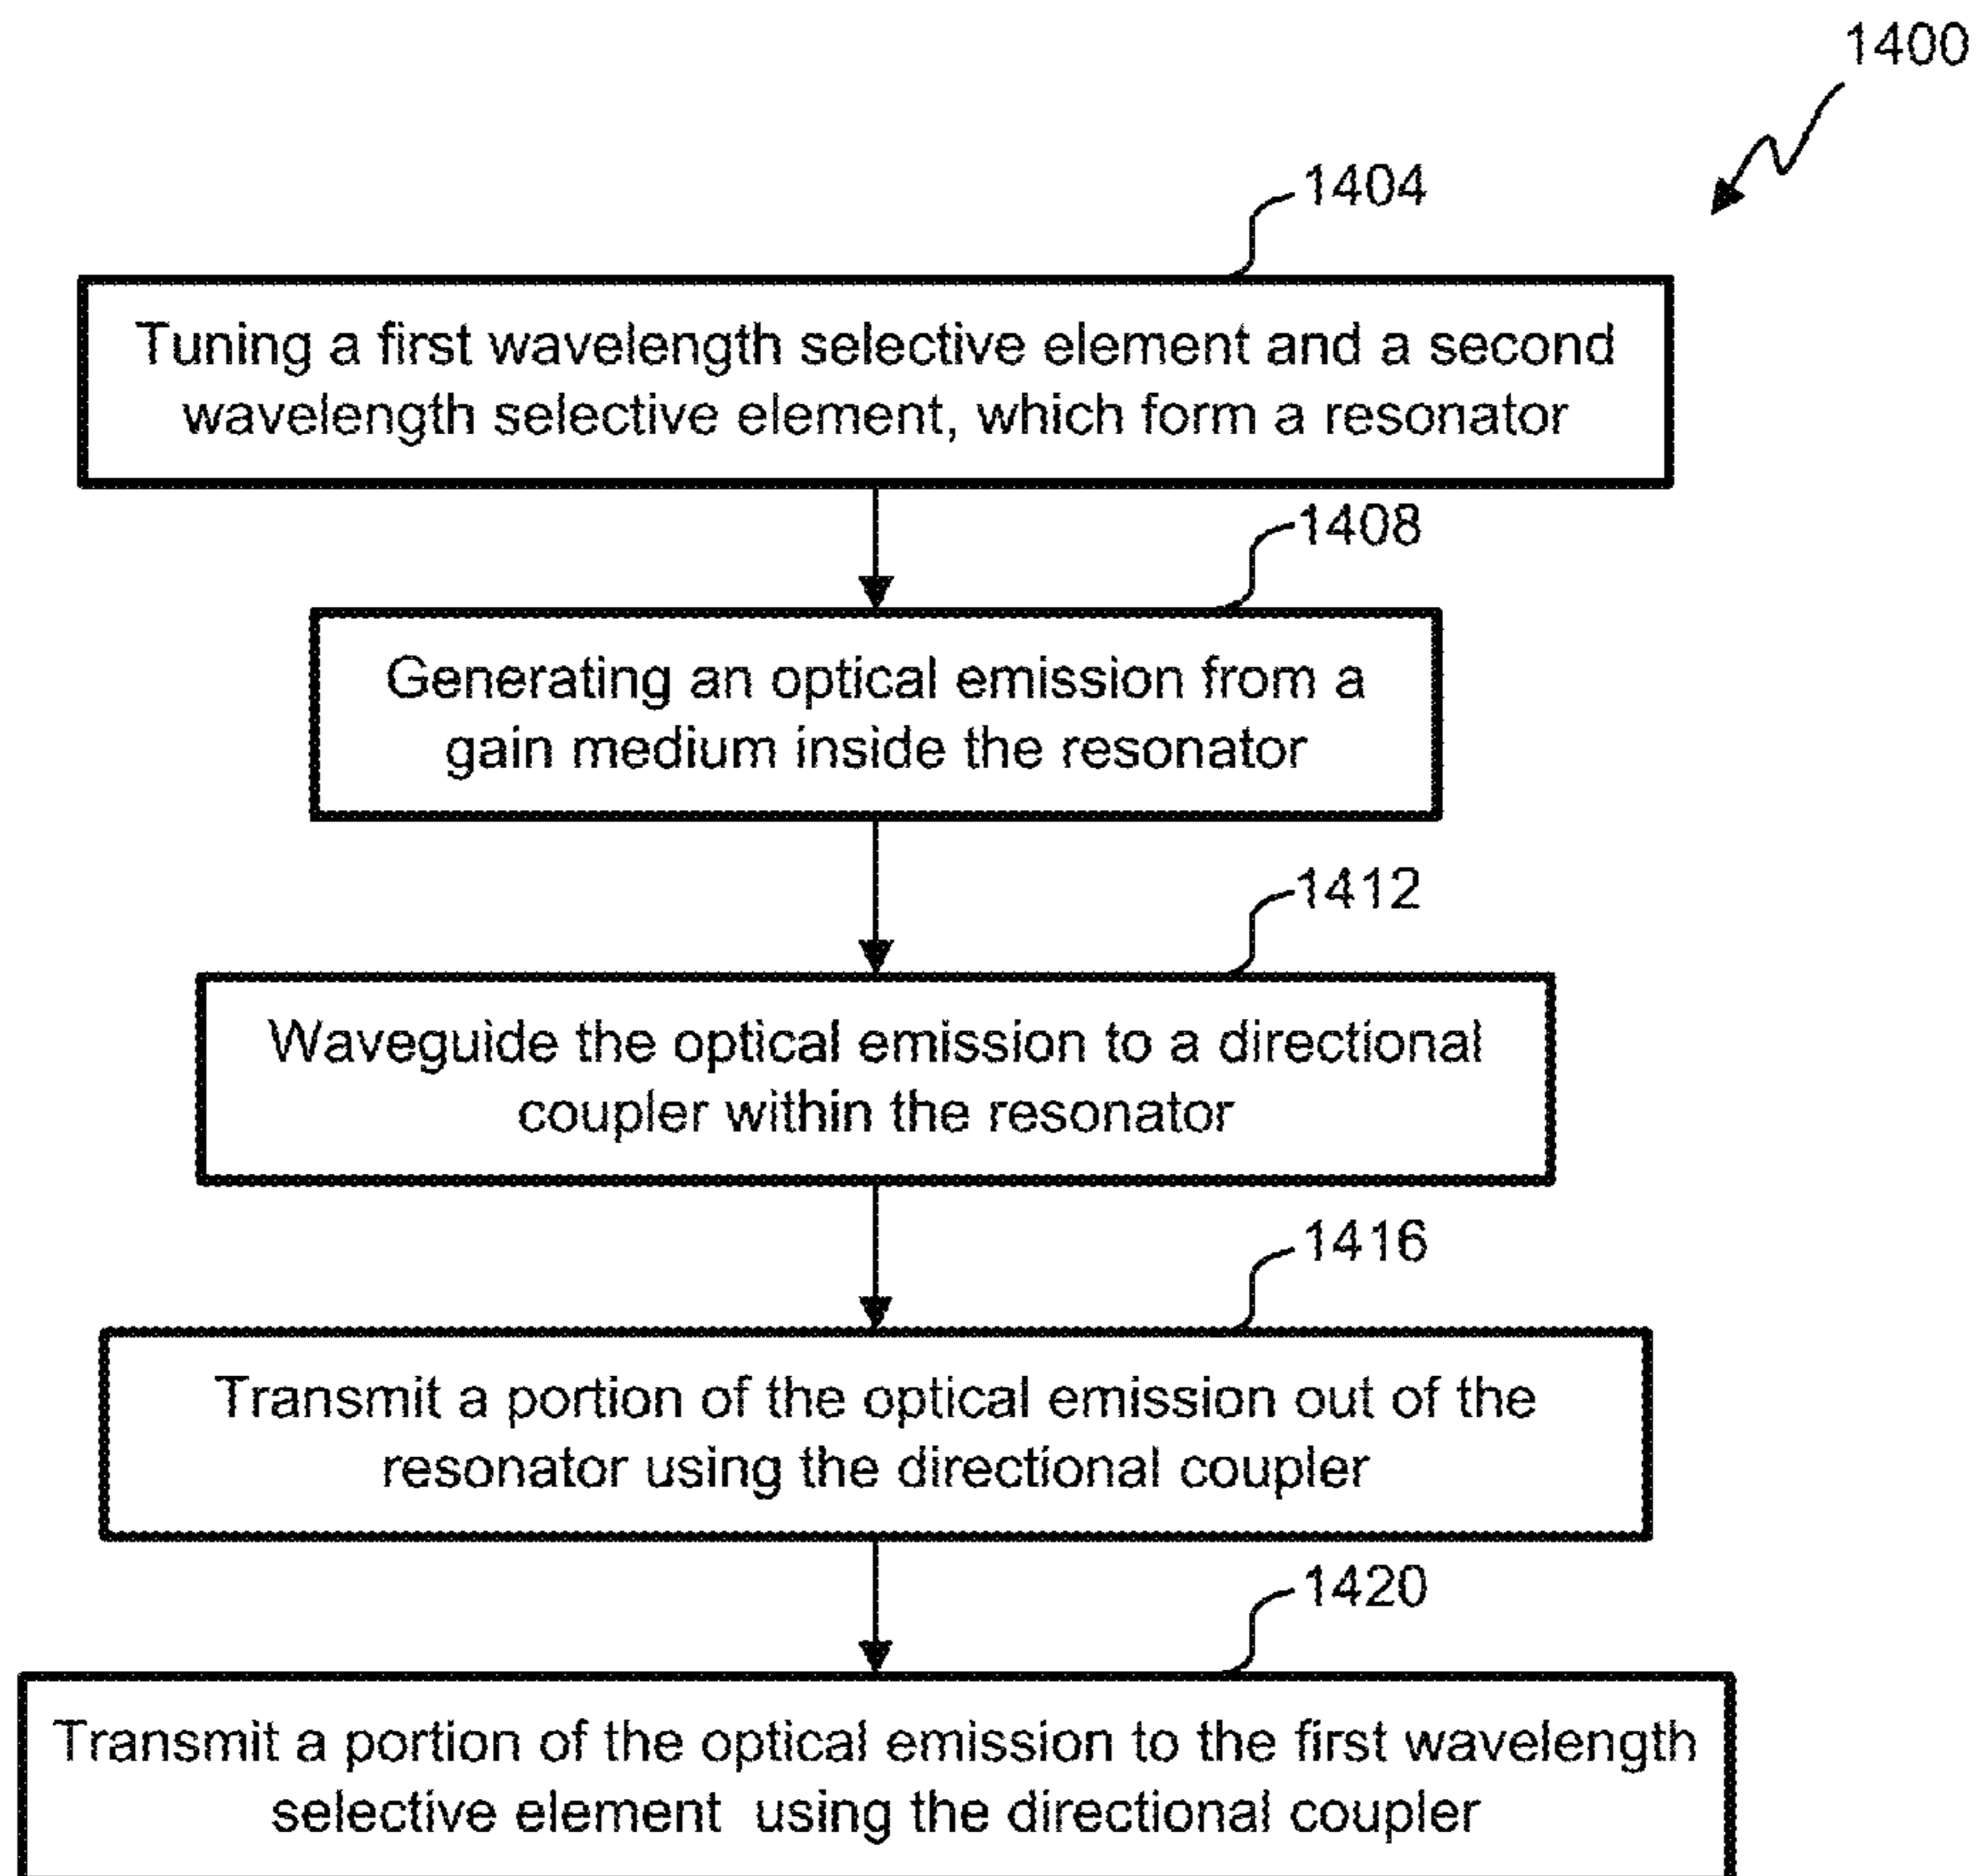 1400
1404
Tuning a first wavelength selective element and a second
wavelength selective element, which form a resonator
1408
Generating an optical emission from a
gain medium inside the resonator
1412
Waveguide the optical emission to a directional
coupler within the resonator
1416
Transmit a portion of the optical emission out of the
resonator using the directional coupler
1420
Transmit a portion of the optical emission to the first wavelength
selective element using the directional coupler